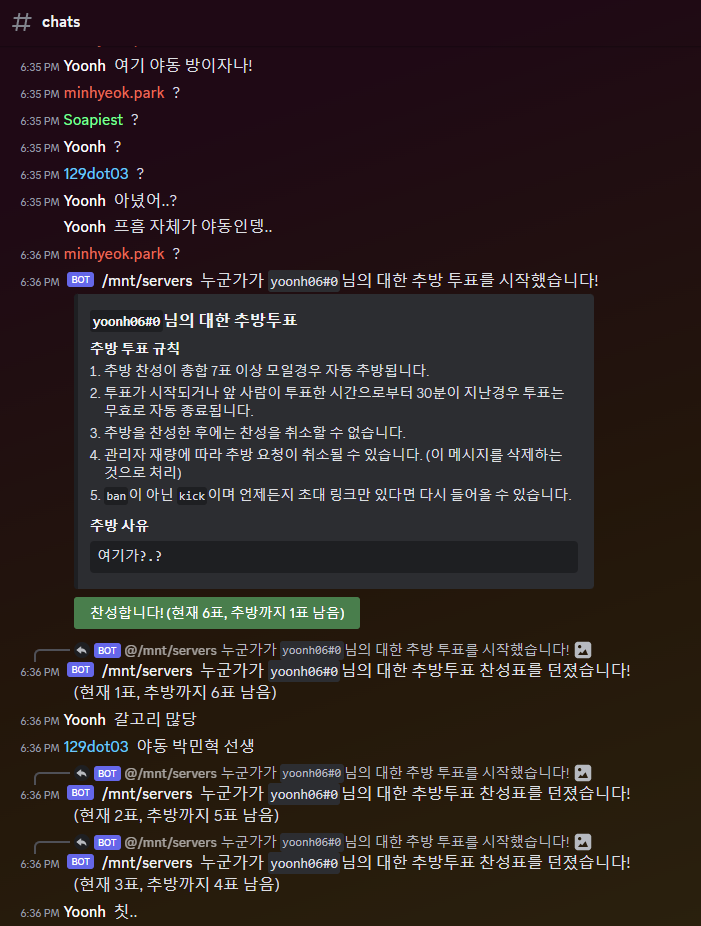 # chats
6:35 PM Yoonh 여기 야동 방이자나!
6:35 PM minhyeok.park ?
6:35 PM Soapiest ?
6:35 PM Yoonh ?
6:35 PM 129dot03 ?
6:35 PM Yoonh 아녔어..?
Yoonh 프흠 자체가 야동인뎅..
6:36 PM minhyeok.park ?
6:36 PM BOT /mnt/servers 누군가가 yoonh06#0님의 대한 추방 투표를 시작했습니다!
yoonh06#0님의 대한 추방투표
추방 투표 규칙
1. 추방 찬성이 총합 7표 이상 모일경우 자동 추방됩니다.
2. 투표가 시작되거나 앞 사람이 투표한 시간으로부터 30분이 지난경우 투표는
무효로 자동 종료됩니다.
3. 추방을 찬성한 후에는 찬성을 취소할 수 없습니다.
4. 관리자 재량에 따라 추방 요청이 취소될 수 있습니다. (이 메시지를 삭제하는
것으로 처리)
5. ban이 아닌 kick이며 언제든지 초대 링크만 있다면 다시 들어올 수 있습니다.
추방 사유
여기가?.?
찬성합니다! (현재 6표, 추방까지 1표 남음)
BOT @/mnt/servers 누군가가 yoonh06#0님의 대한 추방 투표를 시작했습니다!
6:36 PM BOT /mnt/servers 누군가가 yoonh06#0님의 대한 추방투표 찬성표를 던졌습니다!
(현재 1표, 추방까지 6표 남음)
6:36 PM Yoonh 갈고리 많당
6:36 PM 129dot03 야동 박민혁 선생
BOT @/mnt/servers 누군가가 yoonh06#0님의 대한 추방 투표를 시작했습니다!
6:36 PM BOT /mnt/servers 누군가가 yoonh06#0님의 대한 추방투표 찬성표를 던졌습니다!
(현재 2표, 추방까지 5표 남음)
BOT @/mnt/servers 누군가가 yoonh06#0님의 대한 추방 투표를 시작했습니다!
6:36 PM BOT /mnt/servers 누군가가 yoonh06#0님의 대한 추방투표 찬성표를 던졌습니다!
(현재 3표, 추방까지 4표 남음)
6:36 PM Yoonh 칫..